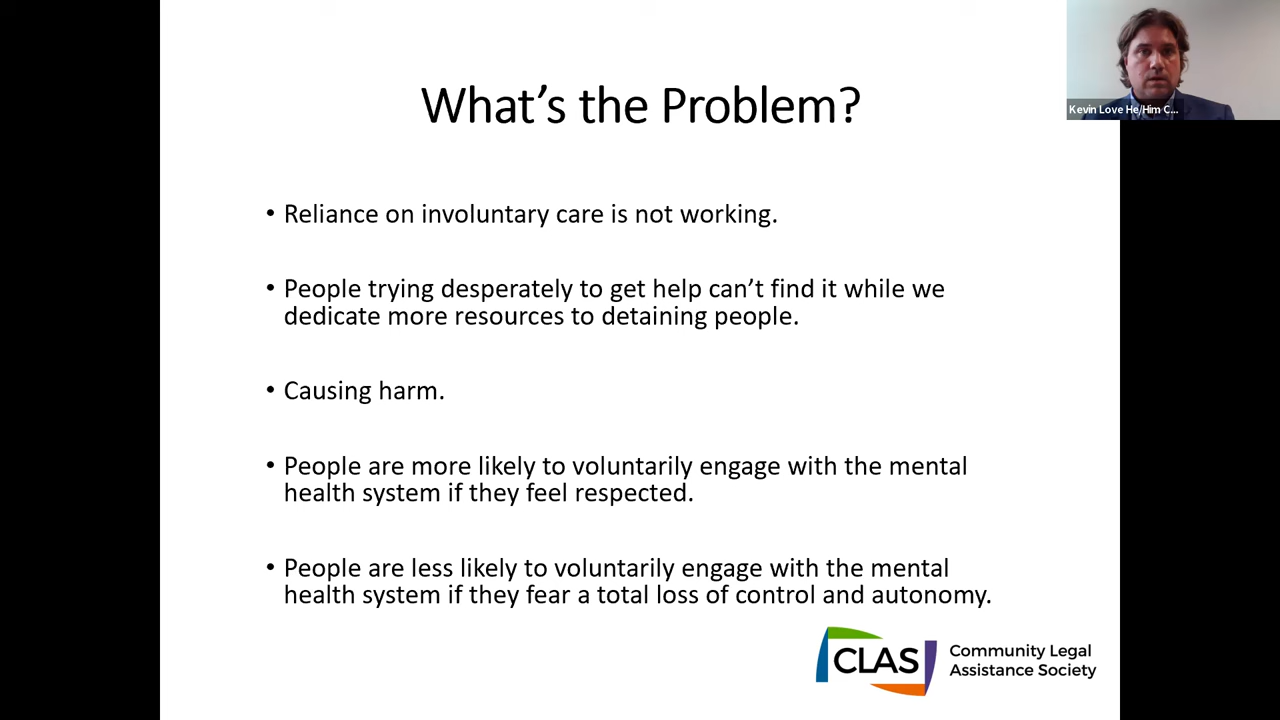 What's the Problem?
Kevin Love He/Him C...
• Reliance on involuntary care is not working.
• People trying desperately to get help can't find it while we
dedicate more resources to detaining people.
• Causing harm.
• People are more likely to voluntarily engage with the mental
health system if they feel respected.
• People are less likely to voluntarily engage with the mental
health system if they fear a total loss of control and autonomy.
CLAS
Community Legal
Assistance Society